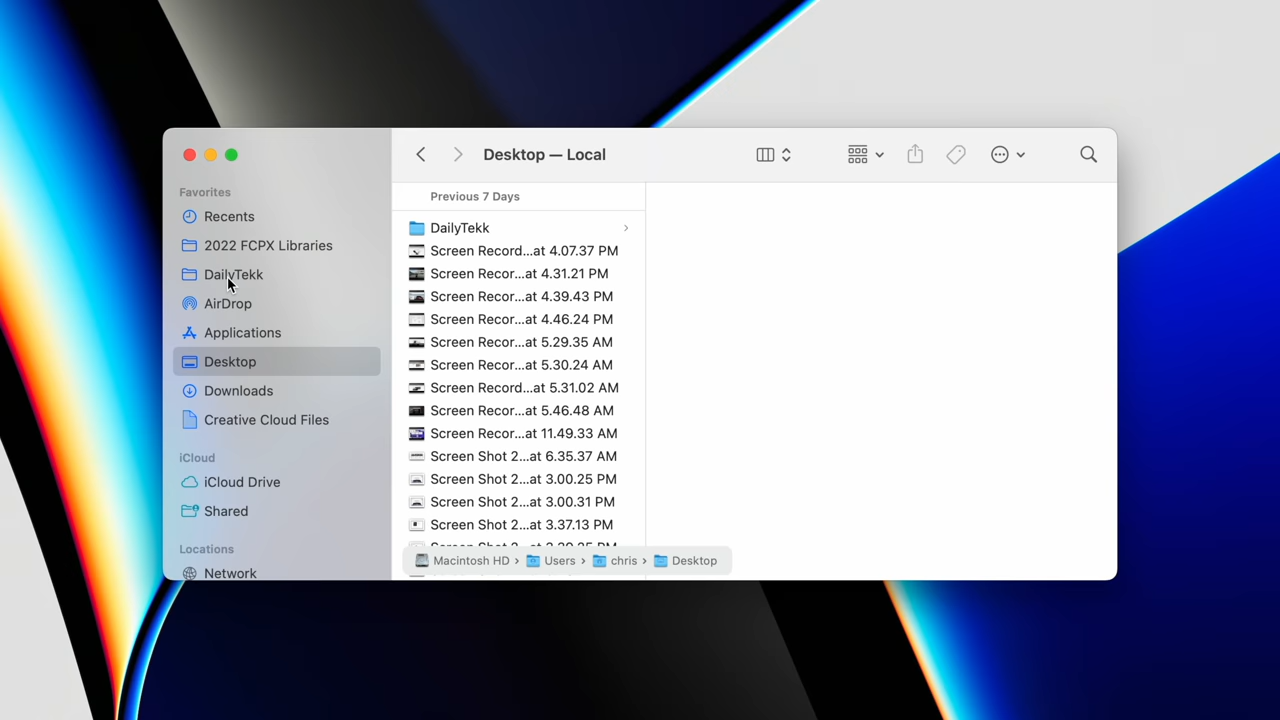 Desktop — Local
Favorites
Recents
2022 FCPX Libraries
DailyTekk
AirDrop
Applications
Desktop
Downloads
Creative Cloud Files
iCloud
iCloud Drive
Shared
Locations
Network
Previous 7 Days
DailyTekk
Screen Record...at 4.07.37 PM
Screen Recor...at 4.31.21 PM
Screen Recor...at 4.39.43 PM
Screen Recor...at 4.46.24 PM
Screen Recor...at 5.29.35 AM
Screen Recor...at 5.30.24 AM
Screen Record...at 5.31.02 AM
Screen Recor...at 5.46.48 AM
Screen Recor...at 11.49.33 AM
Screen Shot 2...at 6.35.37 AM
Screen Shot 2...at 3.00.25 PM
Screen Shot 2...at 3.00.31 PM
Screen Shot 2...at 3.37.13 PM
Macintosh HD › Users › chris › Desktop